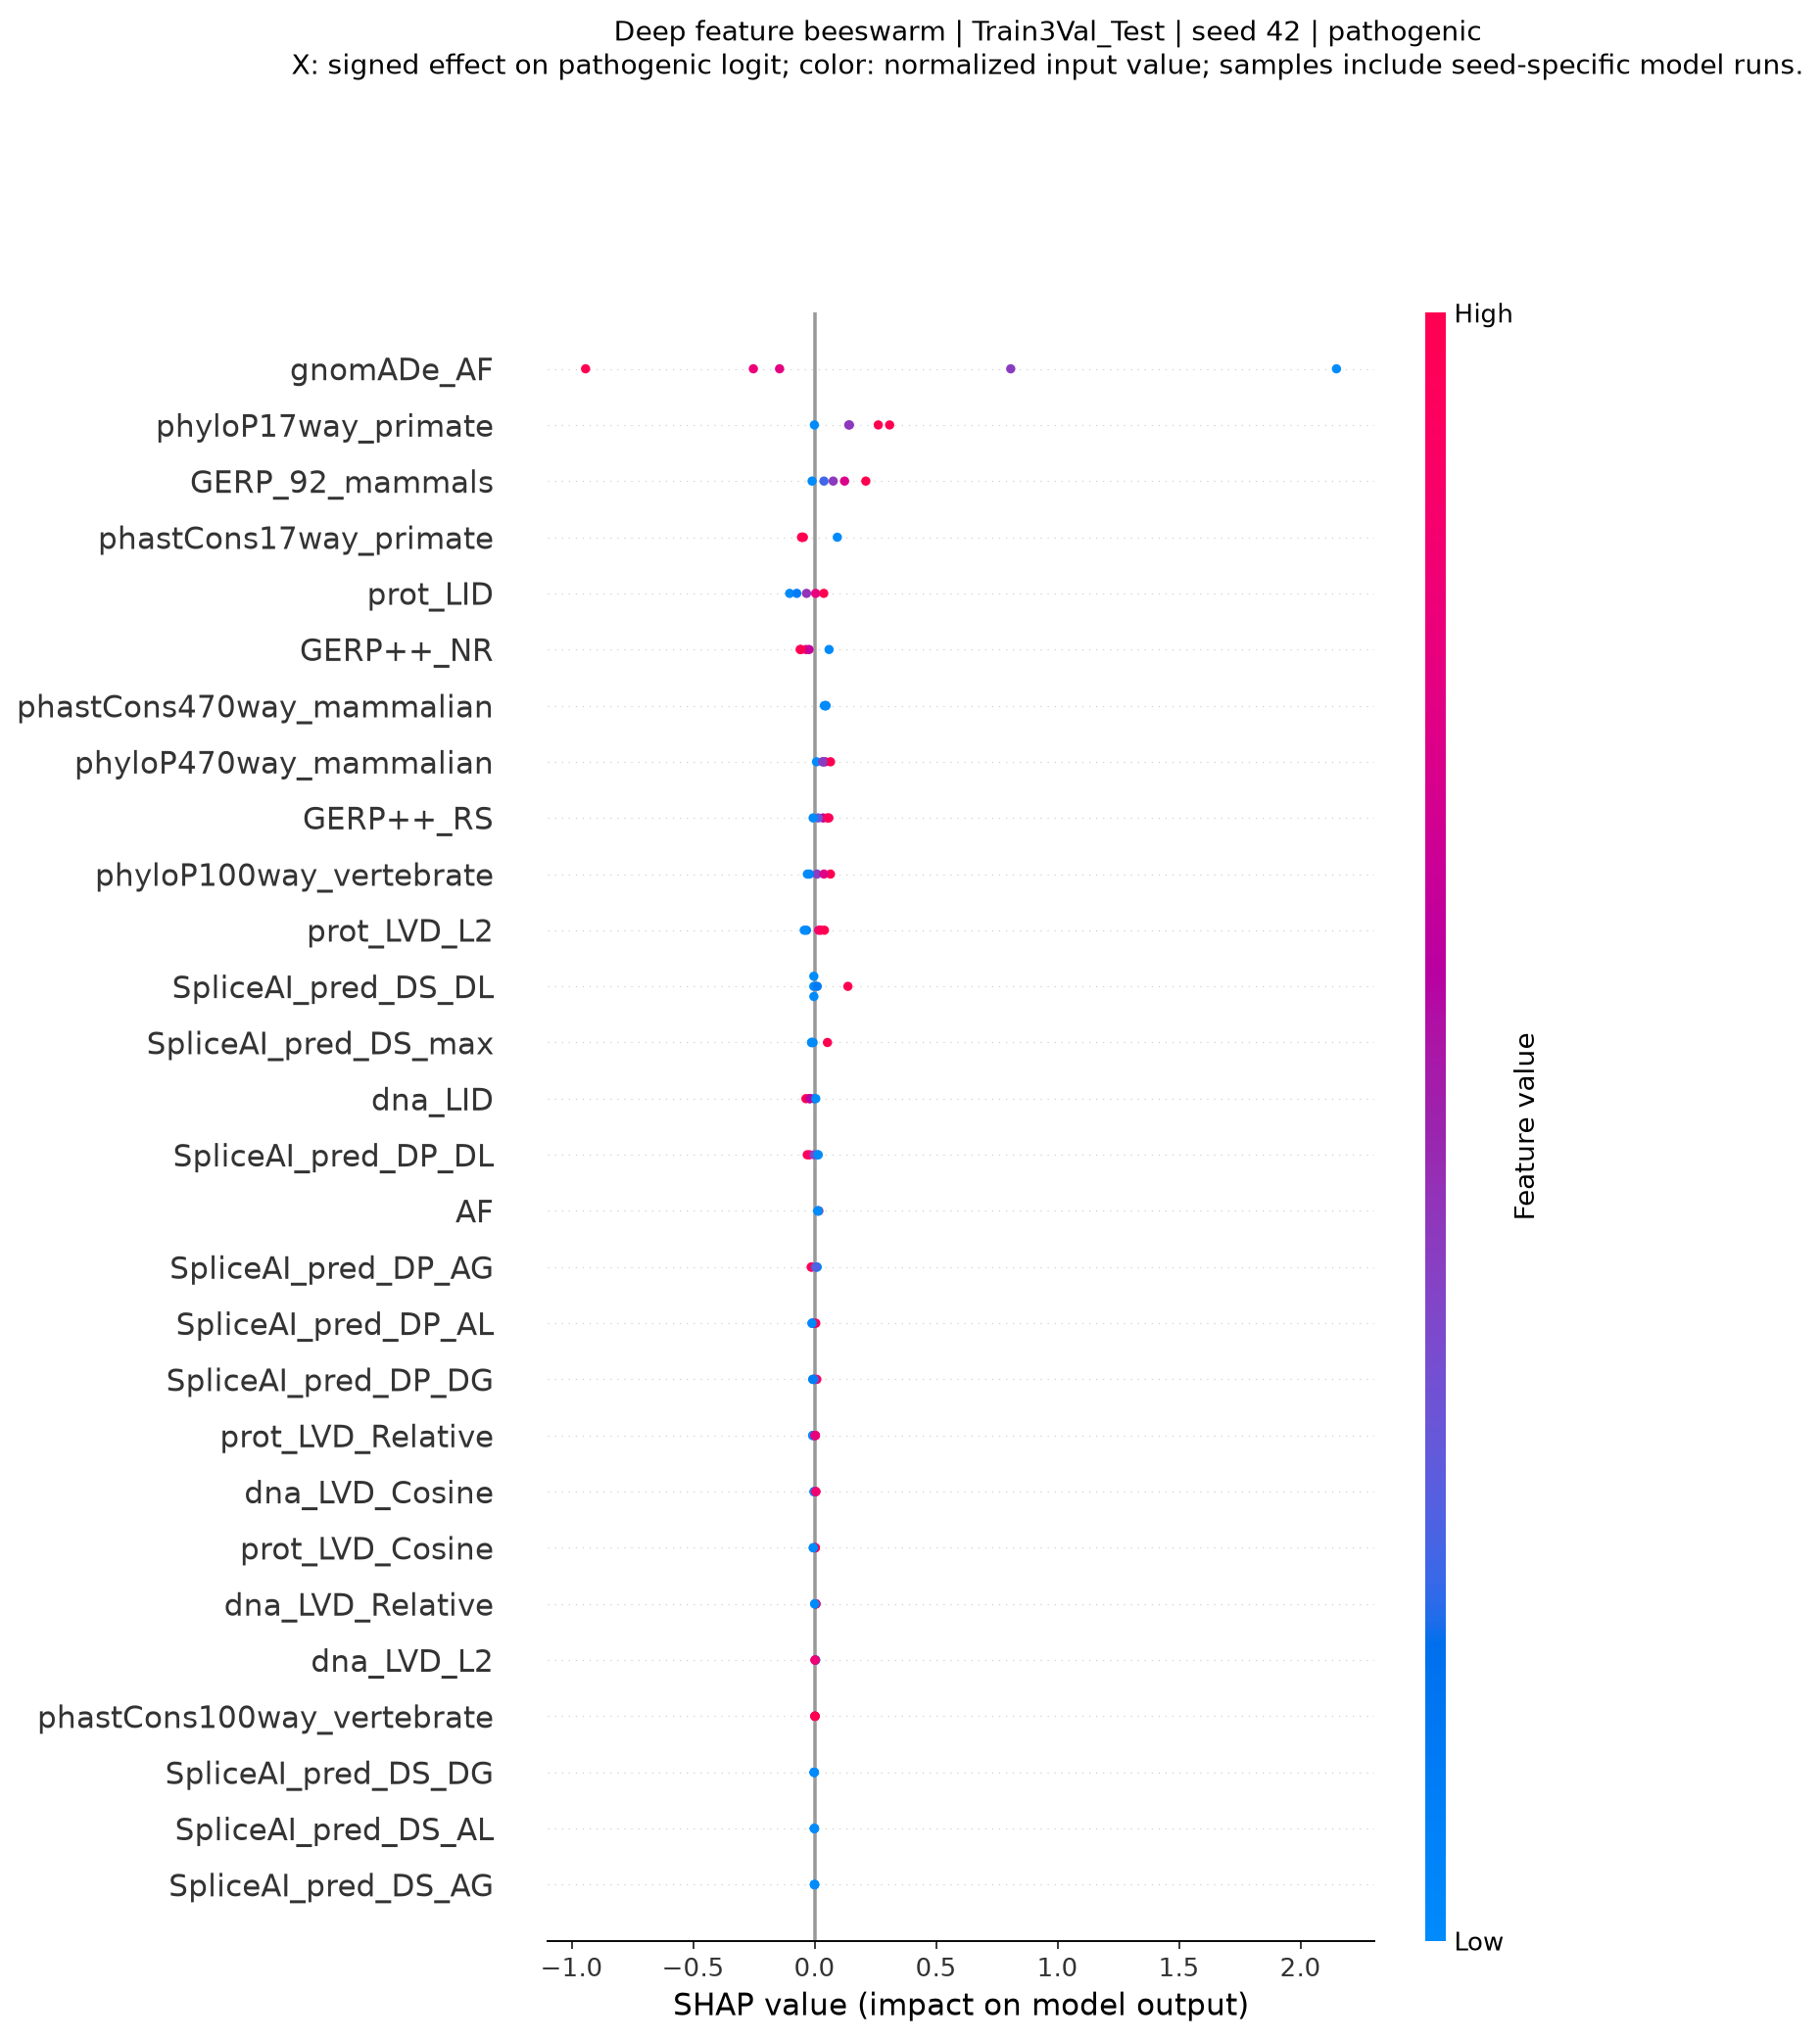 Deep feature beeswarm | Train3Val_Test | seed 42 | pathogenic
X: signed effect on pathogenic logit; color: normalized input value; samples include seed-specific model runs.
High
gnomADe_AF
phyloP17way_primate
GERP_92_mammals
phastCons17way_primate
prot_LID
GERP++_NR
phastCons470way_mammalian
phyloP470way_mammalian
GERP++_RS
phyloP100way_vertebrate
prot_LVD_L2
SpliceAI_pred_DS_DL
SpliceAI_pred_DS_max
dna_LID
SpliceAI_pred_DP_DL
AF
SpliceAI_pred_DP_AG
SpliceAI_pred_DP_AL
SpliceAI_pred_DP_DG
prot_LVD_Relative
dna_LVD_Cosine
prot_LVD_Cosine
dna_LVD_Relative
dna_LVD_L2
phastCons100way_vertebrate
SpliceAI_pred_DS_DG
SpliceAI_pred_DS_AL
SpliceAI_pred_DS_AG
Feature value
Low
−1.0 −0.5 0.0 0.5 1.0 1.5 2.0
SHAP value (impact on model output)